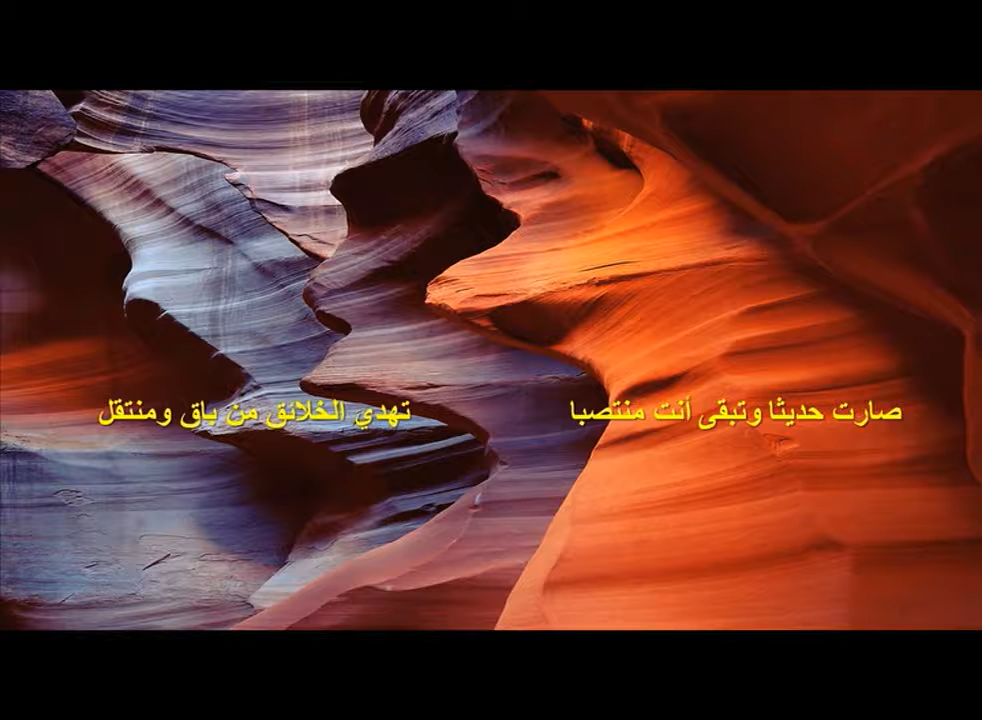 صارت حديثا وتبقى أنت منتصبا تهدي الخلائق من باق ومنتقل